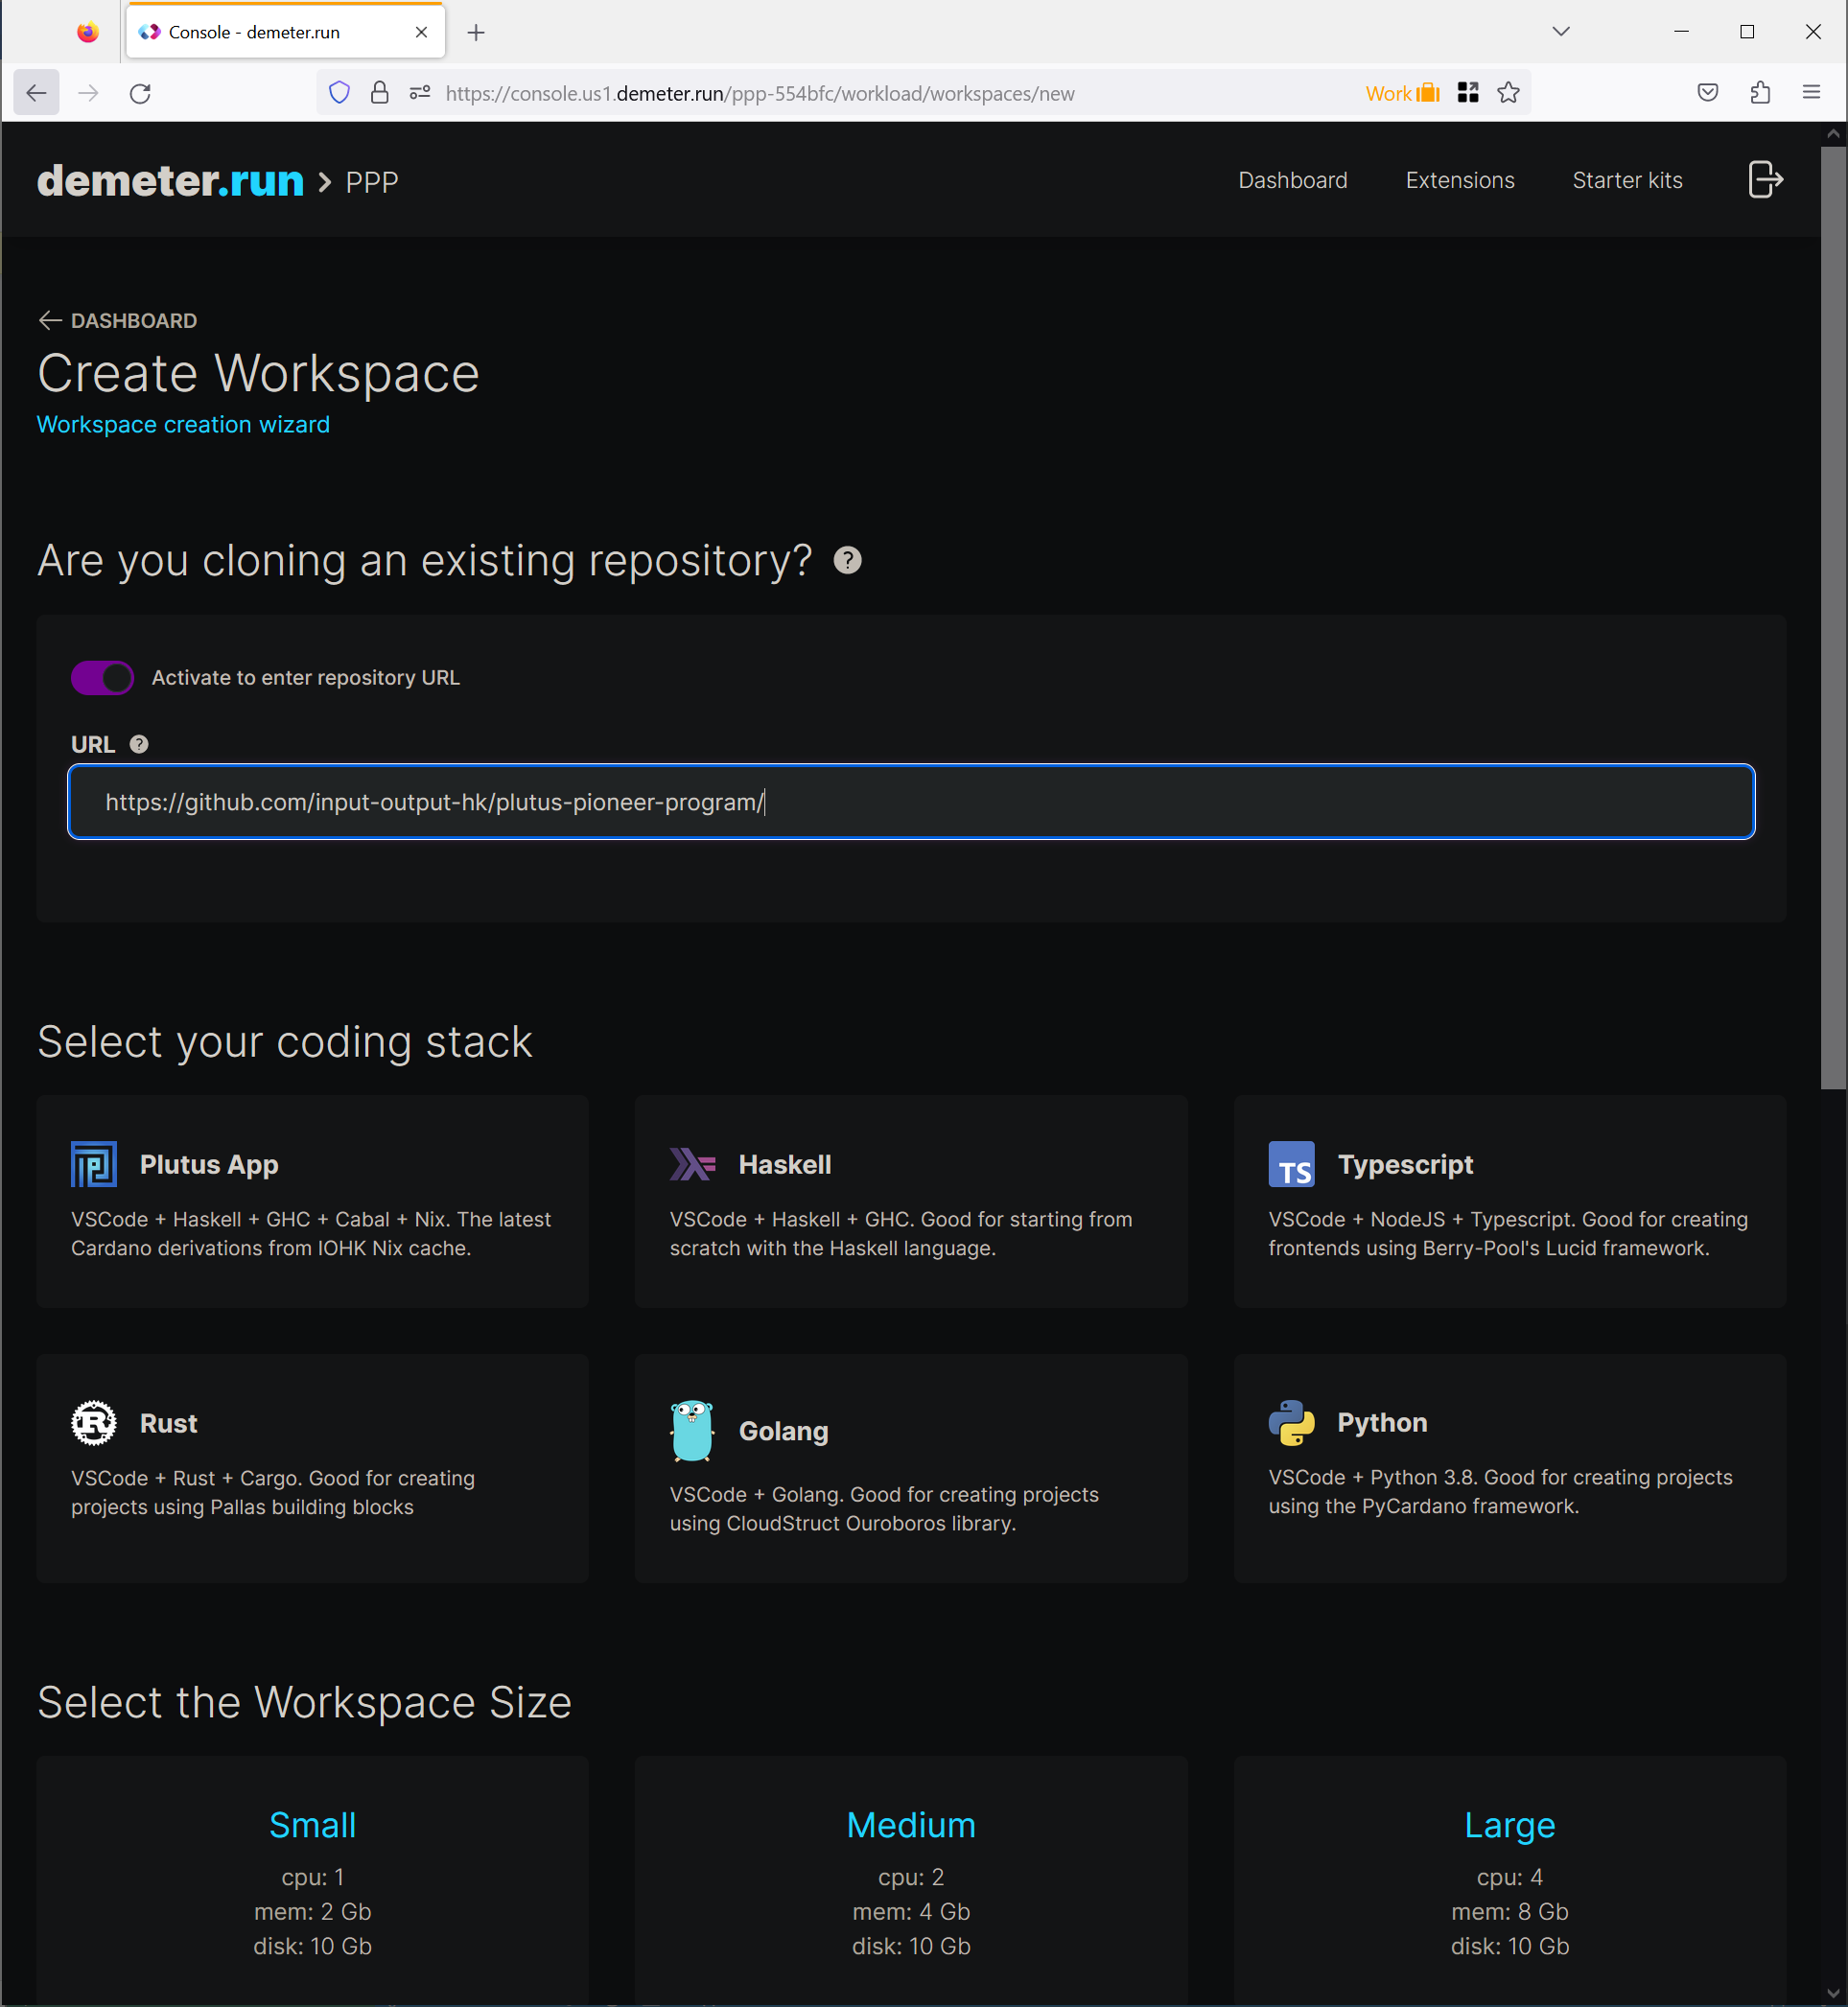 Console - demeter.run
https://console.us1.demeter.run/ppp-554bfc/workload/workspaces/new
Work
demeter.run > PPP
Dashboard
Extensions
Starter kits
DASHBOARD
Create Workspace
Workspace creation wizard
Are you cloning an existing repository? ?
Activate to enter repository URL
URL ?
https://github.com/input-output-hk/plutus-pioneer-program/
Select your coding stack
Plutus App
VSCode + Haskell + GHC + Cabal + Nix. The latest
Cardano derivations from IOHK Nix cache.
Haskell
VSCode + Haskell + GHC. Good for starting from
scratch with the Haskell language.
TS
Typescript
VSCode + NodeJS + Typescript. Good for creating
frontends using Berry-Pool's Lucid framework.
R
Rust
VSCode + Rust + Cargo. Good for creating
projects using Pallas building blocks
Golang
VSCode + Golang. Good for creating projects
using CloudStruct Ouroboros library.
Python
VSCode + Python 3.8. Good for creating projects
using the PyCardano framework.
Select the Workspace Size
Small
cpu: 1
mem: 2 Gb
disk: 10 Gb
Medium
cpu: 2
mem: 4 Gb
disk: 10 Gb
Large
cpu: 4
mem: 8 Gb
disk: 10 Gb